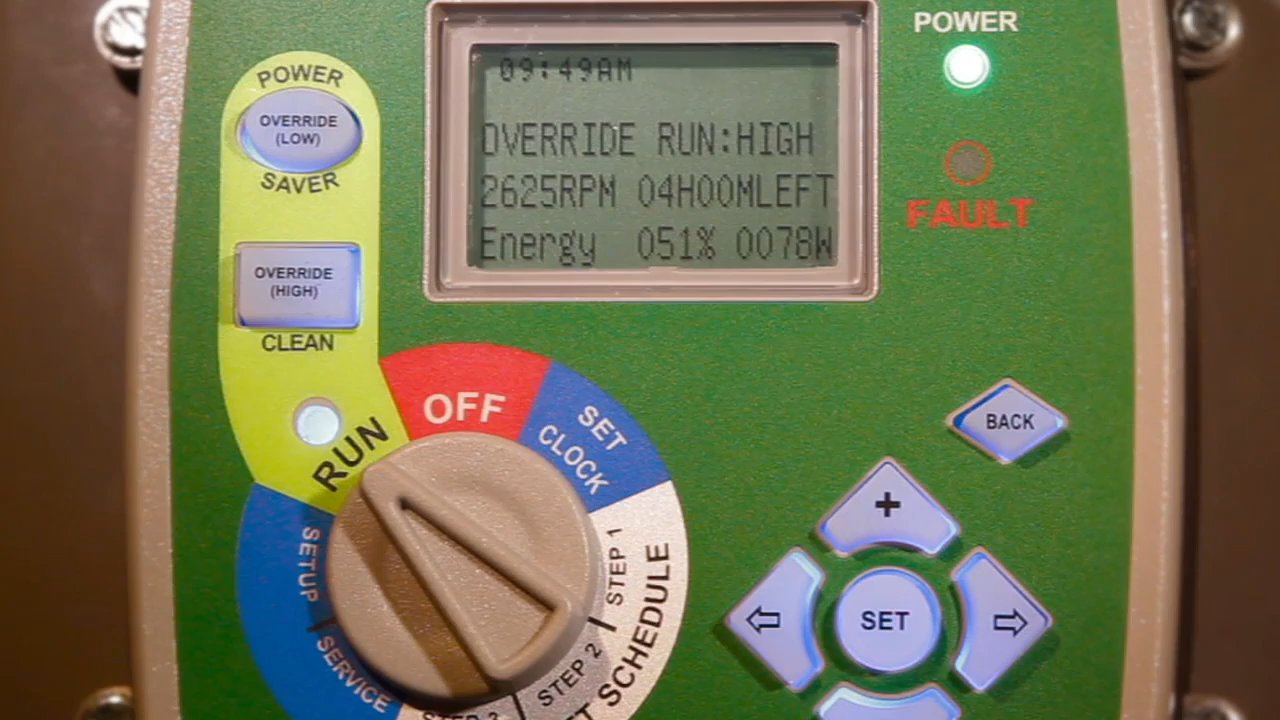 POWER
09:49AM
POWER
OVERRIDE
(LOW)
SAVER
OVERRIDE RUN:HIGH
2625RPM 04H00MLEFT
Energy 051% 0078W
FAULT
OVERRIDE
(HIGH)
CLEAN
OFF
SET
CLOCK
RUN
BACK
+
SETUP
STEP 1
SET
SERVICE
STEP 2
SCHEDULE